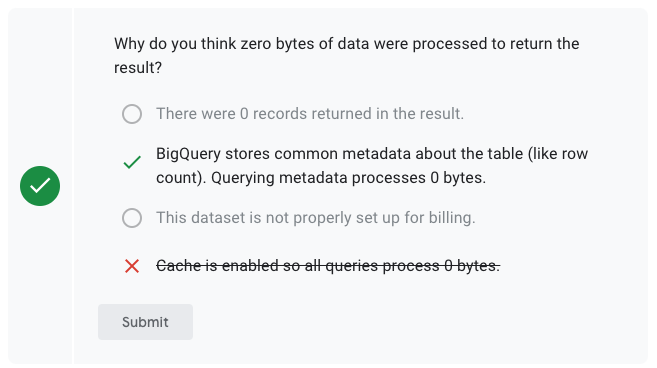 Why do you think zero bytes of data were processed to return the
result?
There were 0 records returned in the result.
BigQuery stores common metadata about the table (like row
count). Querying metadata processes 0 bytes.
This dataset is not properly set up for billing.
Cache is enabled so all queries process 0 bytes.
Submit